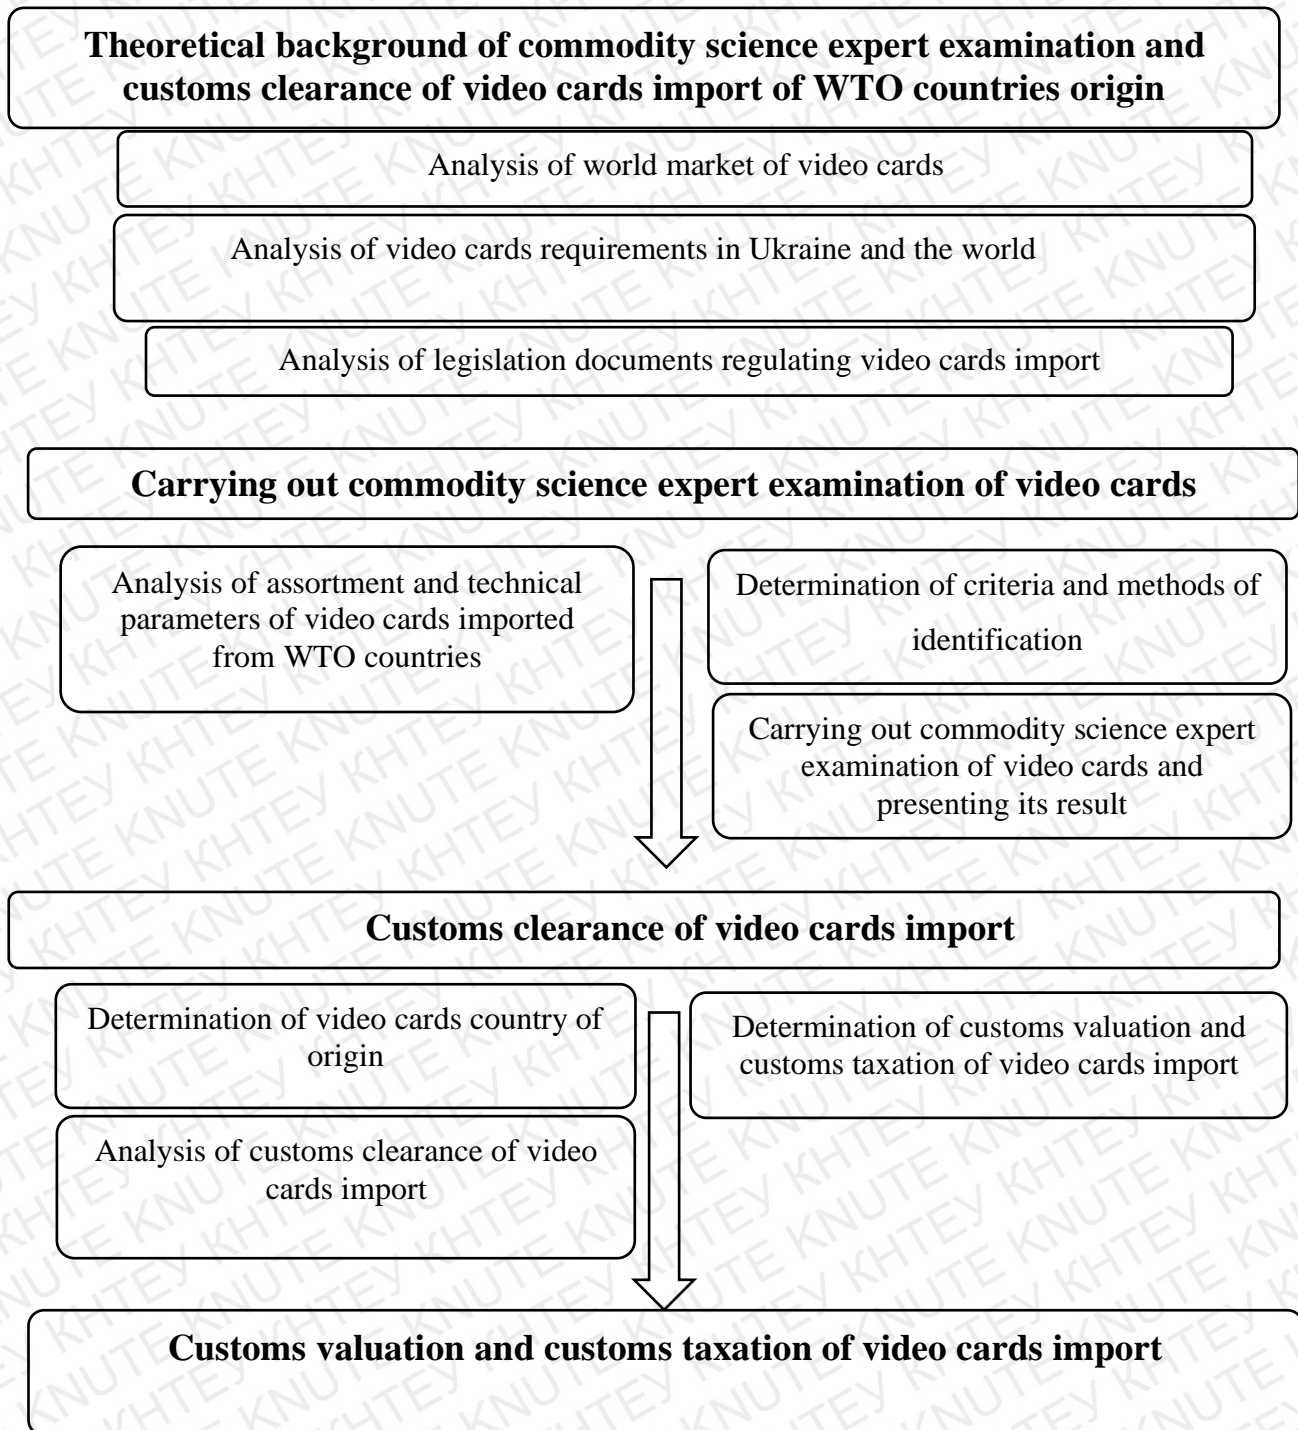 Theoretical background of commodity science expert examination and
customs clearance of video cards import of WTO countries origin
Analysis of world market of video cards
Analysis of video cards requirements in Ukraine and the world
Analysis of legislation documents regulating video cards import
Carrying out commodity science expert examination of video cards
Analysis of assortment and technical
parameters of video cards imported
from WTO countries
Determination of criteria and methods of
identification
Carrying out commodity science expert
examination of video cards and
presenting its result
Customs clearance of video cards import
Determination of video cards country of
origin
Determination of customs valuation and
customs taxation of video cards import
Analysis of customs clearance of video
cards import
Customs valuation and customs taxation of video cards import